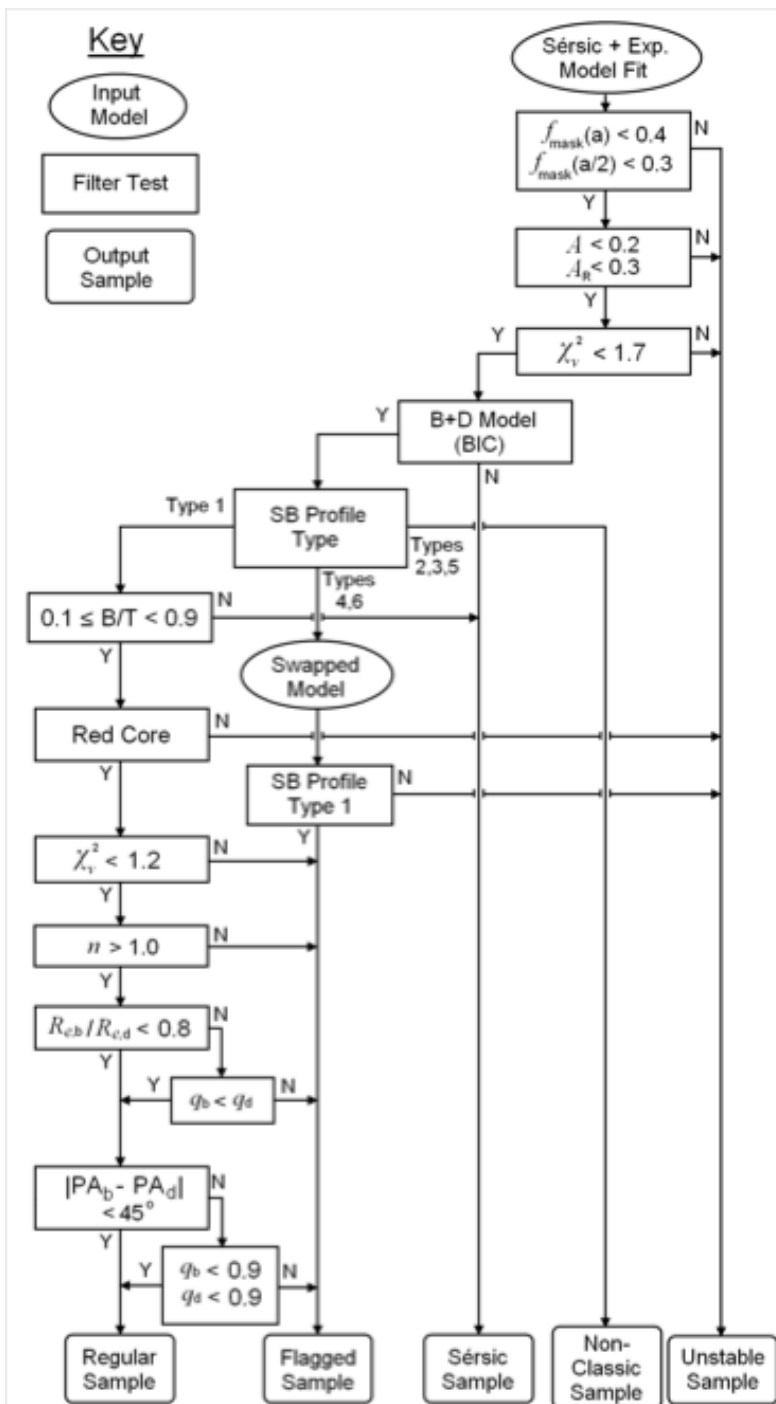 Key
Input
Model
Filter Test
Output
Sample
Sérsic + Exp.
Model Fit
f_mask(a) < 0.4
f_mask(a/2) < 0.3
N
Y
A < 0.2
A_R < 0.3
N
Y
χ_ν² < 1.7
Y
N
B+D Model
(BIC)
Y
N
SB Profile
Type
Type 1
Types
2,3,5
Types
4,6
0.1 ≤ B/T < 0.9
N
Y
Swapped
Model
Red Core
N
Y
SB Profile
Type 1
N
Y
χ_ν² < 1.2
N
Y
n > 1.0
N
Y
R_e,b/R_e,d < 0.8
N
Y
q_b < q_d
Y
N
|PA_b - PA_d|
< 45°
N
Y
q_b < 0.9
q_d < 0.9
Y
N
Regular
Sample
Flagged
Sample
Sérsic
Sample
Non-
Classic
Sample
Unstable
Sample